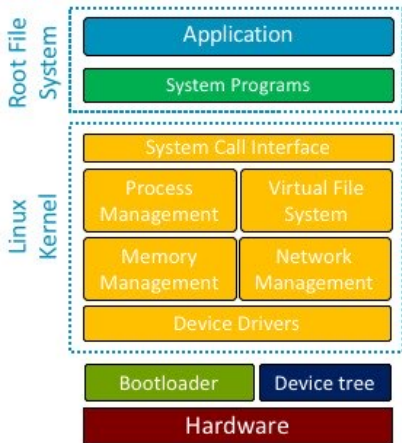 Root File
System
Application
System Programs
Linux
Kernel
System Call Interface
Process
Management
Virtual File
System
Memory
Management
Network
Management
Device Drivers
Bootloader
Device tree
Hardware